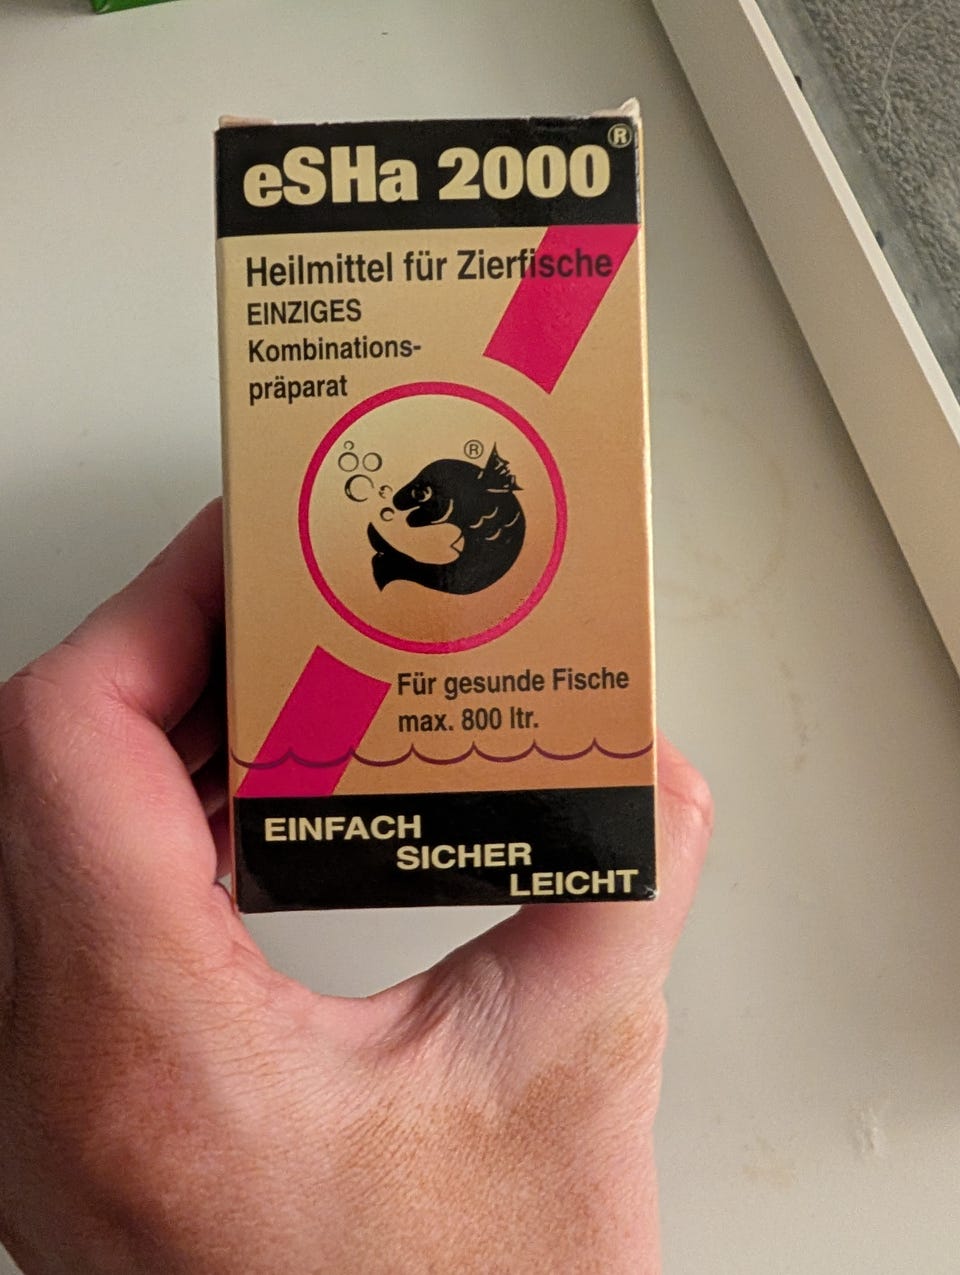 eSHa 2000®
Heilmittel für Zierfische
EINZIGES
Kombinations-
präparat
®
Für gesunde Fische
max. 800 ltr.
EINFACH
SICHER
LEICHT